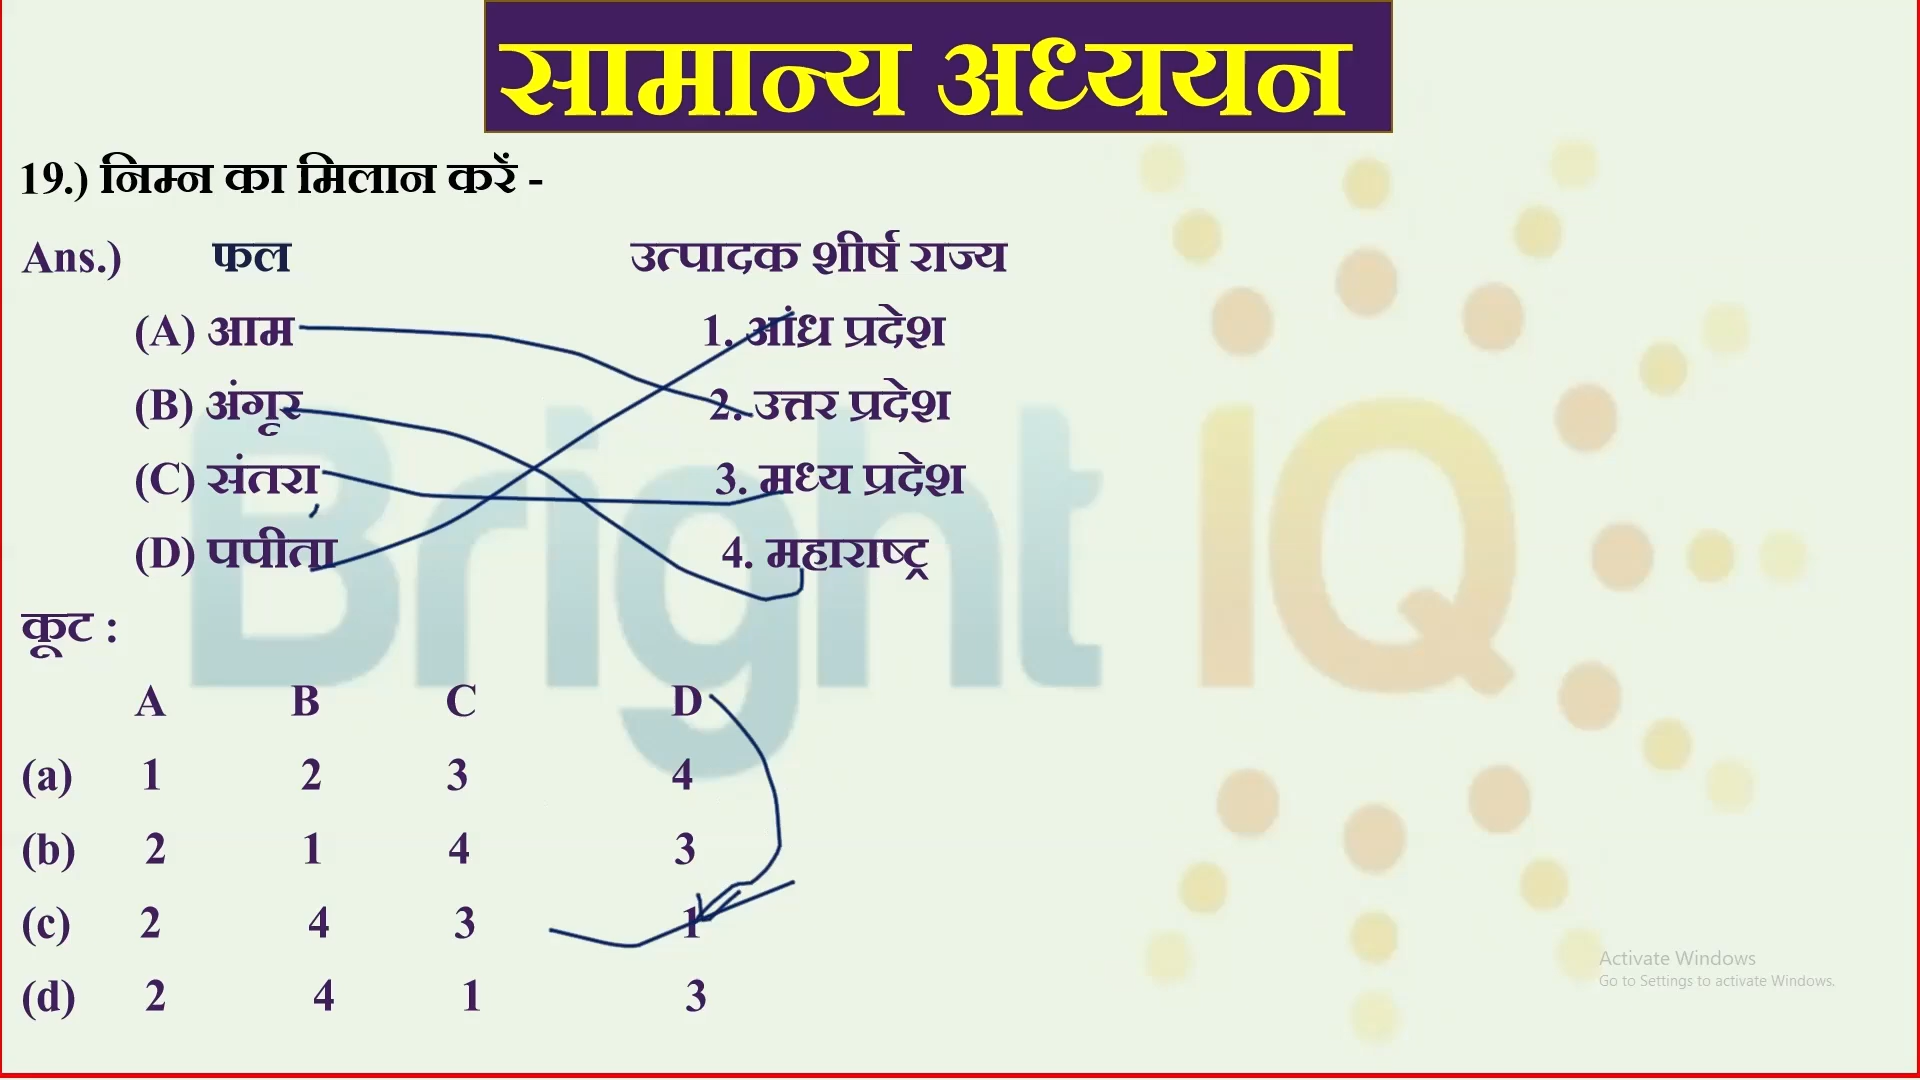 सामान्य अध्ययन
19.) निम्न का मिलान करें -
Ans.) फल उत्पादक शीर्ष राज्य
(A) आम 1. आंध्र प्रदेश
(B) अंगूर 2. उत्तर प्रदेश
(C) संतरा 3. मध्य प्रदेश
(D) पपीता 4. महाराष्ट्र
कूट :
A B C D
(a) 1 2 3 4
(b) 2 1 4 3
(c) 2 4 3 1
(d) 2 4 1 3
Bright IQ
Activate Windows
Go to Settings to activate Windows.